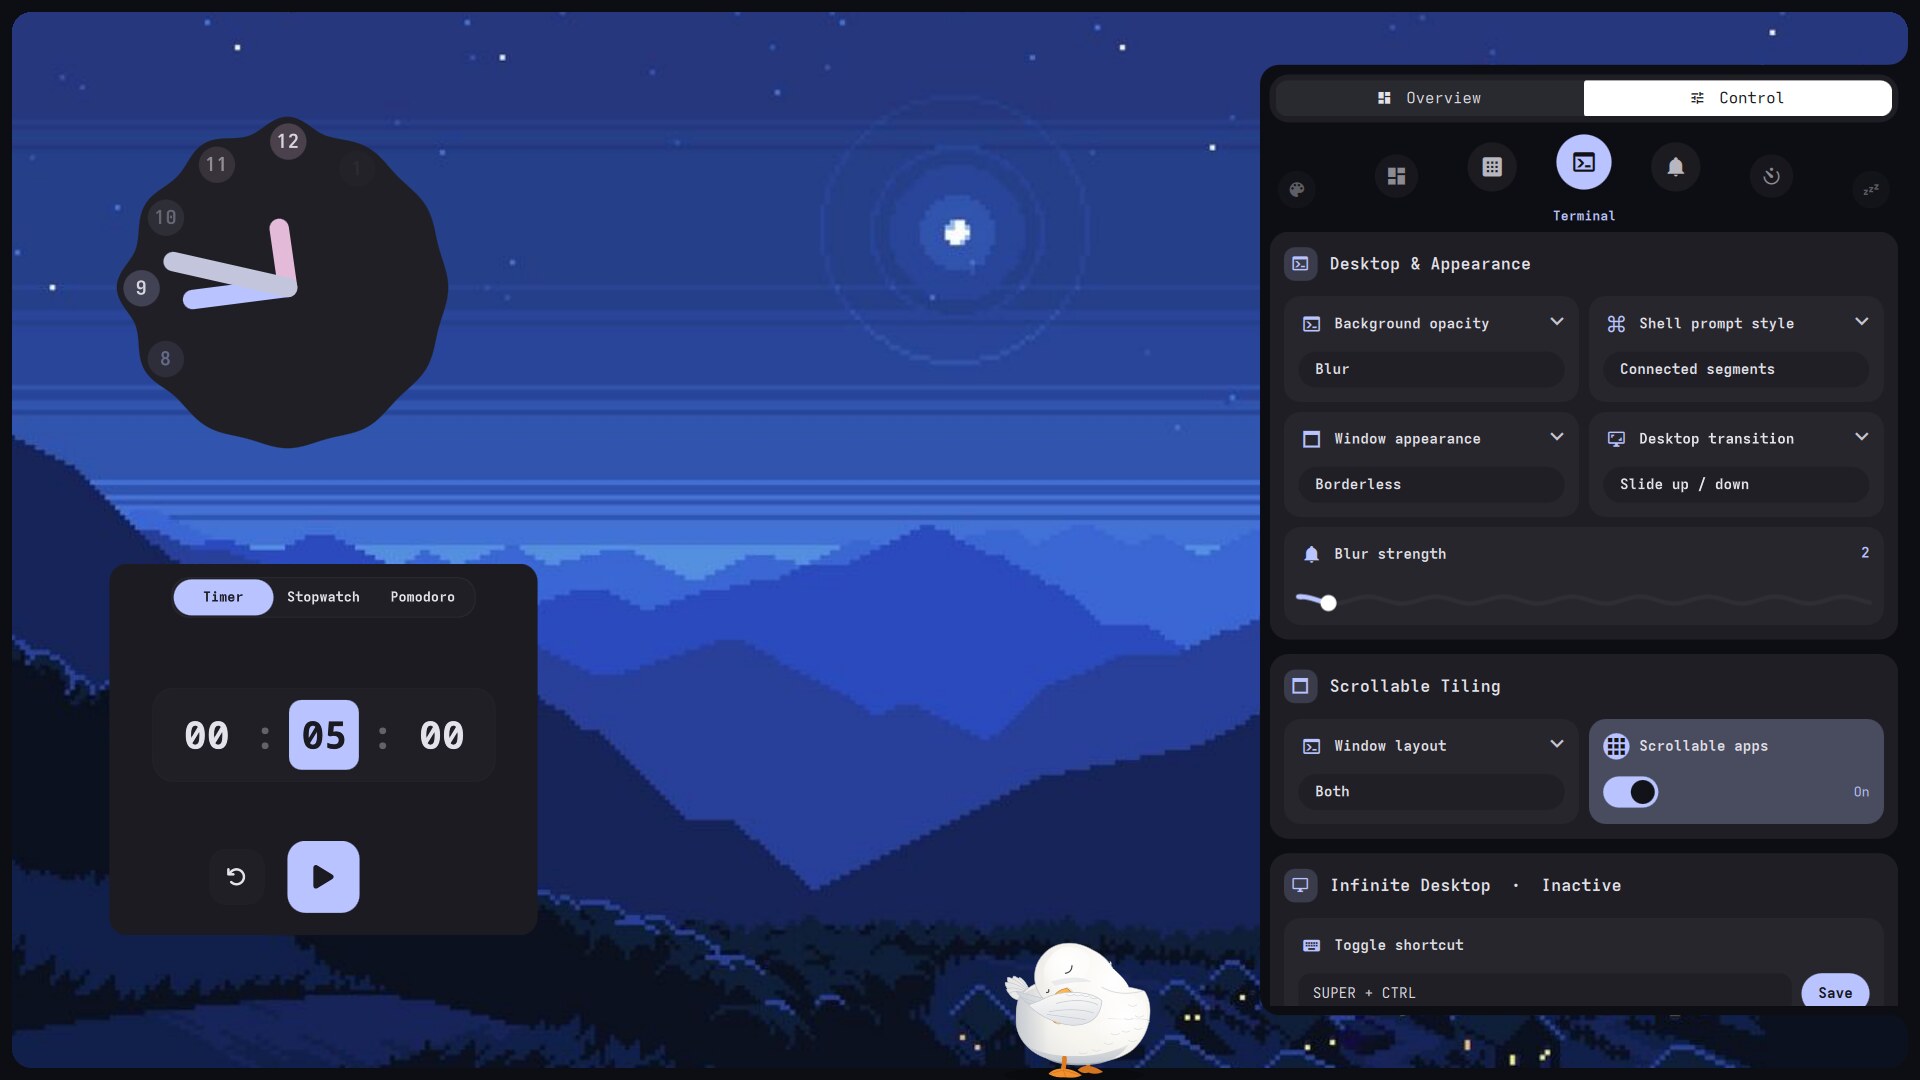 12
11
1
10
9
8
Timer Stopwatch Pomodoro
00 : 05 : 00
Overview Control
zzz
Terminal
Desktop & Appearance
Background opacity
Blur
Shell prompt style
Connected segments
Window appearance
Borderless
Desktop transition
Slide up / down
Blur strength 2
Scrollable Tiling
Window layout
Both
Scrollable apps
On
Infinite Desktop · Inactive
Toggle shortcut
SUPER + CTRL Save